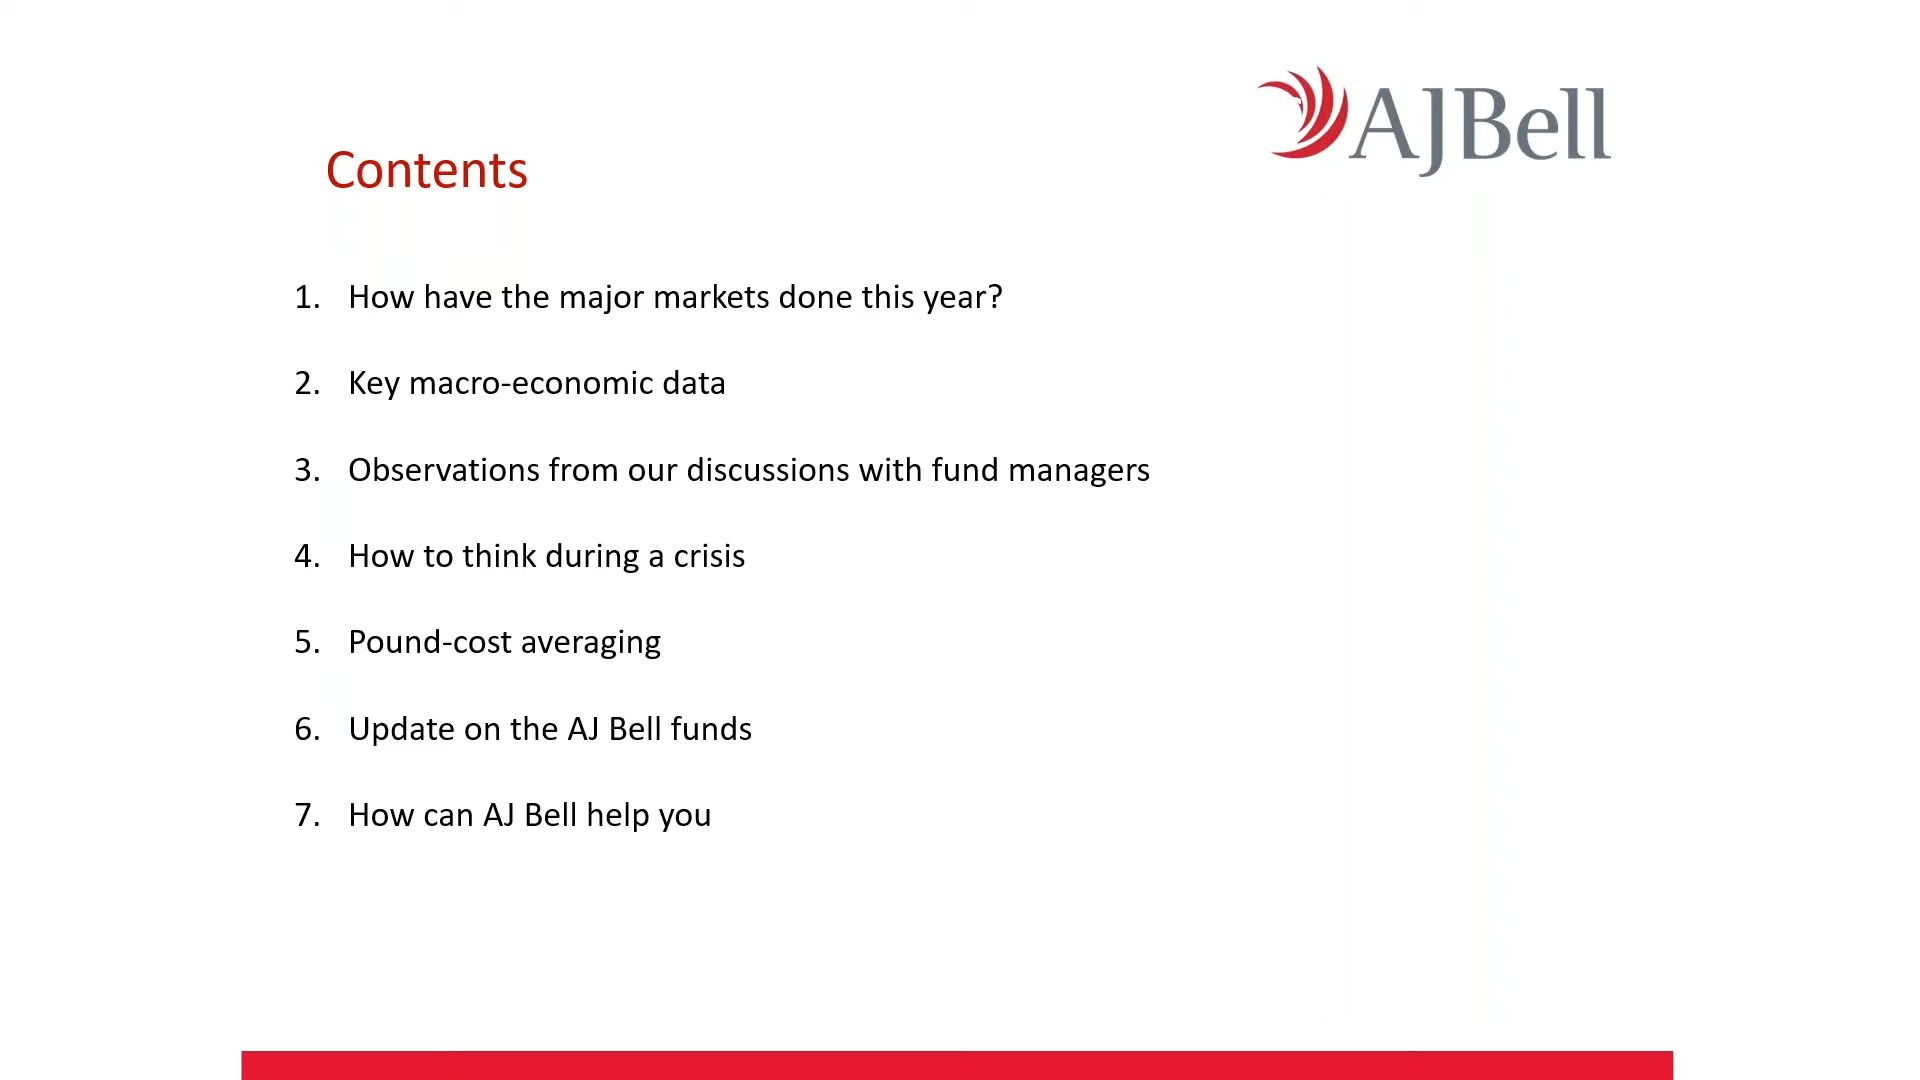 AJBell
Contents
1. How have the major markets done this year?
2. Key macro-economic data
3. Observations from our discussions with fund managers
4. How to think during a crisis
5. Pound-cost averaging
6. Update on the AJ Bell funds
7. How can AJ Bell help you